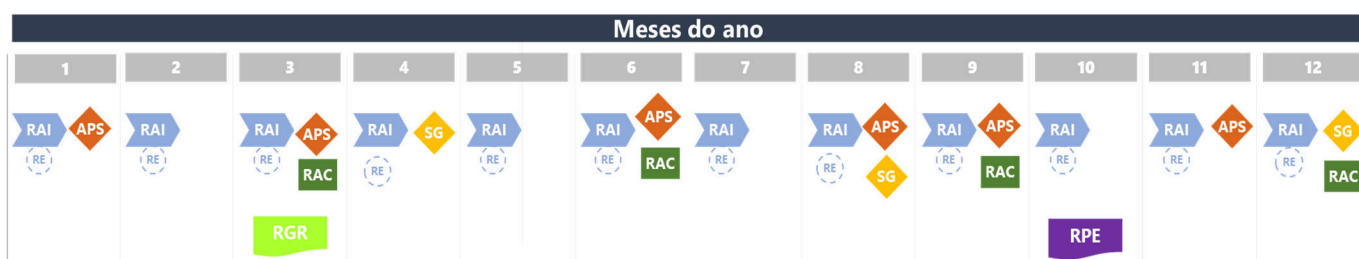 Meses do ano
1 2 3 4 5 6 7 8 9 10 11 12
RAI APS RAI RAI APS RAI SG RAI RAI APS RAI RAI APS RAI APS RAI RAI APS RAI SG
RE RE RE RE RE RE RE RE RE RE RE
RAC RAC SG RAC RAC
RGR RPE